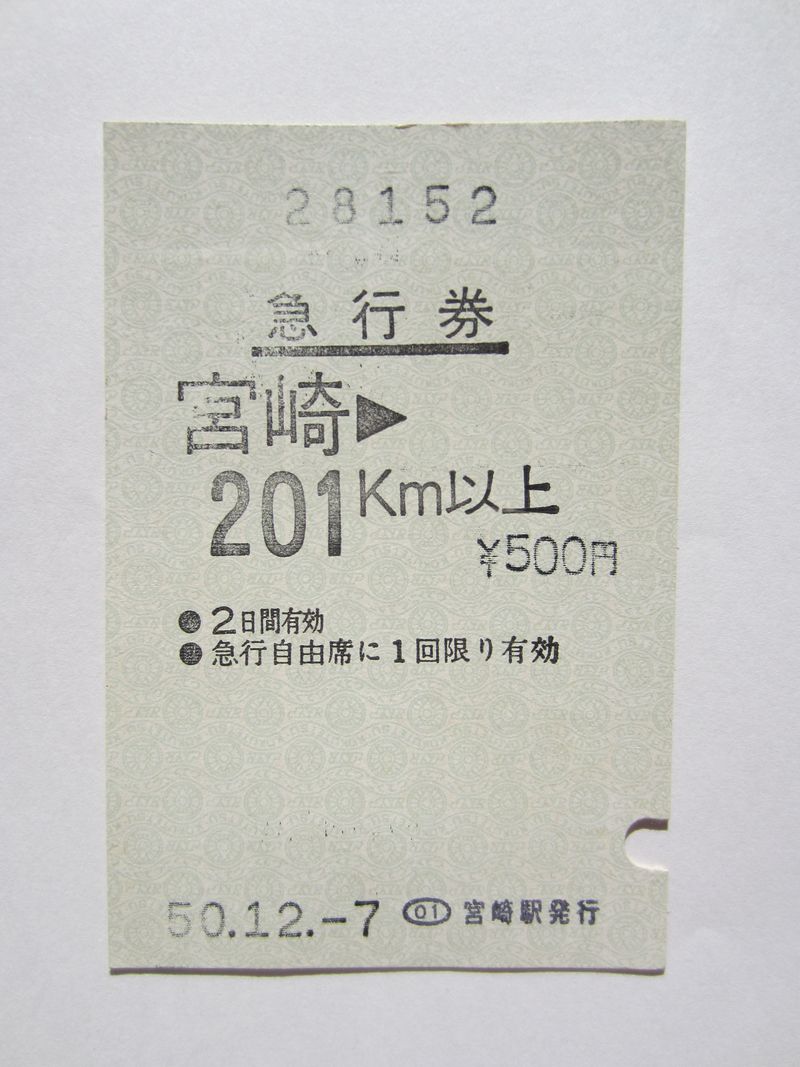 28152
急行券
宮崎▶
201Km以上
¥500円
●2日間有効
●急行自由席に1回限り有効
50.12.-7 01 宮崎駅発行